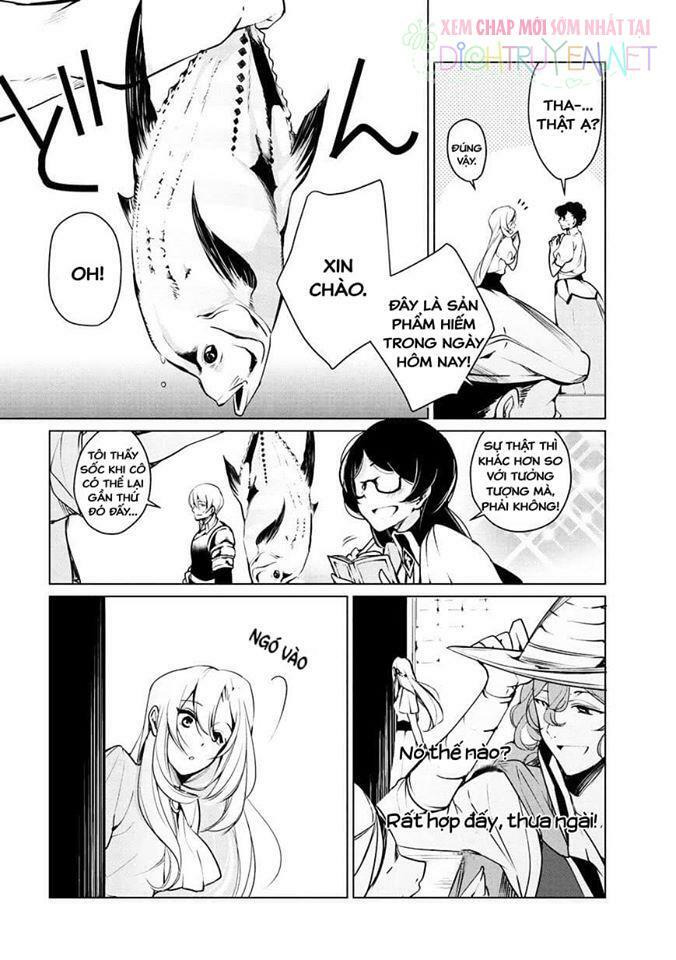 XEM CHAP MỚI SỚM NHẤT TẠI
DICHTRUYEN.NET
THA-...
THẬT Ạ?
ĐÚNG
VẬY.
ど
ん
OH!
XIN
CHÀO.
ĐÂY LÀ SẢN
PHẨM HIẾM
TRONG NGÀY
HÔM NAY!
TÔI THẤY
SỐC KHI CÔ
CÓ THỂ LẠI
GẦN THỨ
ĐÓ ĐẤY...
SỰ THẬT THÌ
KHÁC HƠN SO
VỚI TƯỞNG
TƯỢNG MÀ,
PHẢI KHÔNG!
NGÓ VÀO
Nó thế nào?
Rất hợp đấy, thưa ngài!